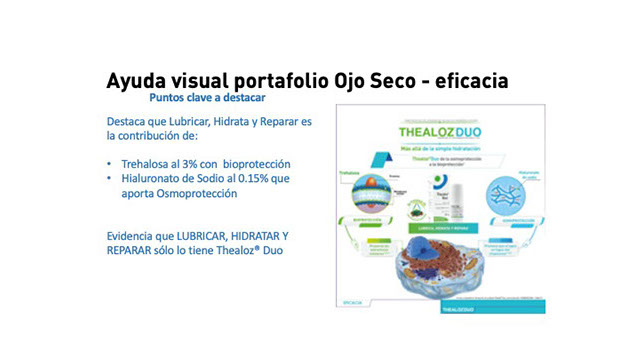 Ayuda visual portafolio Ojo Seco - eficacia
Puntos clave a destacar
Destaca que Lubricar, Hidrata y Reparar es
la contribución de:
• Trehalosa al 3% con bioprotección
• Hialuronato de Sodio al 0.15% que
aporta Osmoprotección
Evidencia que LUBRICAR, HIDRATAR Y
REPARAR sólo lo tiene Thealoz® Duo
THEALOZ DUO
Más allá de la simple hidratación
Thealoz® Duo da la osmoprotección
a la bioprotección
Trehalosa
Hialuronato
de sodio
BIOPROTECCIÓN
OSMOPROTECCIÓN
LUBRICA, HIDRATA Y REPARA
EFICACIA
THEALOZ DUO